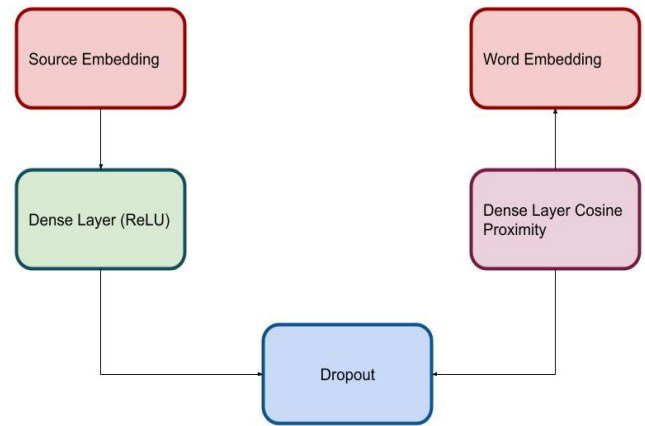 Source Embedding
Word Embedding
Dense Layer (ReLU)
Dense Layer Cosine
Proximity
Dropout